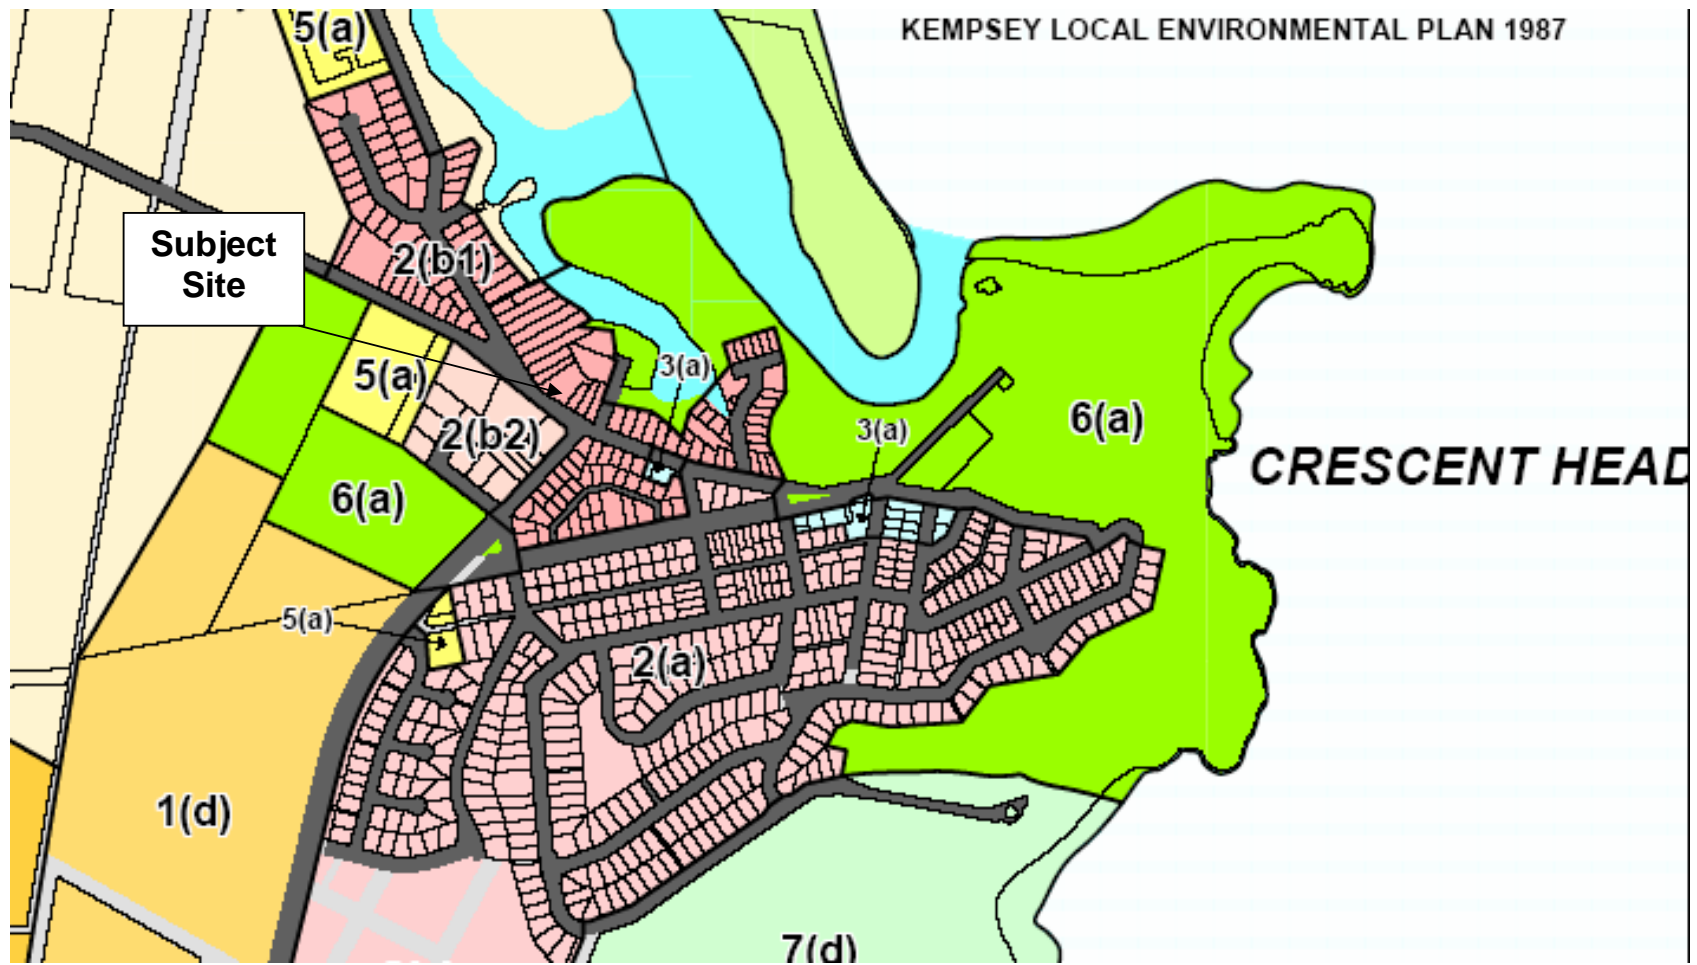 5(a)
KEMPSEY LOCAL ENVIRONMENTAL PLAN 1987
Subject
Site
2(b1)
5(a)
3(a)
2(b2)
3(a)
6(a)
CRESCENT HEAD
6(a)
5(a)
2(a)
1(d)
7(d)